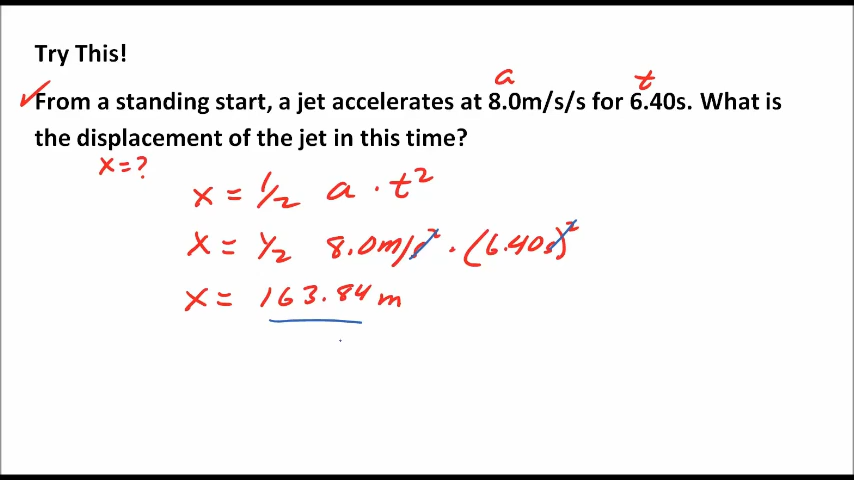 Try This!
a t
From a standing start, a jet accelerates at 8.0m/s/s for 6.40s. What is
the displacement of the jet in this time?
x = ?
x = 1/2 a · t²
x = 1/2 8.0m/s² · (6.40s)²
x = 163.84 m